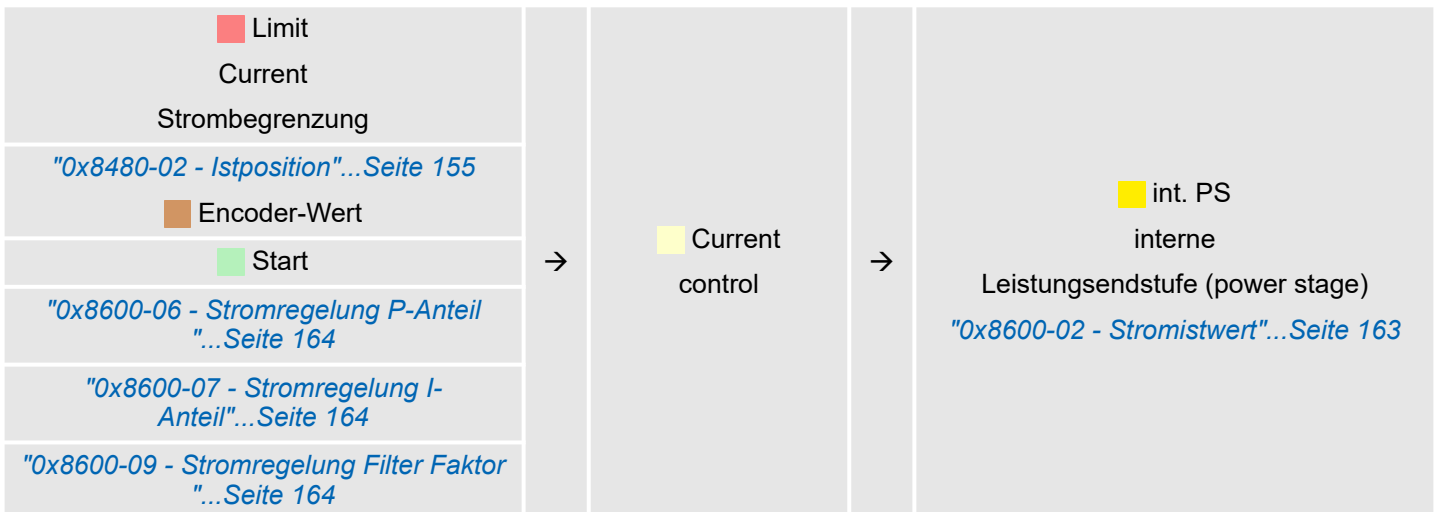 Limit
Current
Strombegrenzung
"0x8480-02 - Istposition"...Seite 155
Encoder-Wert
Start
"0x8600-06 - Stromregelung P-Anteil
"...Seite 164
"0x8600-07 - Stromregelung I-
Anteil"...Seite 164
"0x8600-09 - Stromregelung Filter Faktor
"...Seite 164
→
Current
control
→
int. PS
interne
Leistungsendstufe (power stage)
"0x8600-02 - Stromistwert"...Seite 163